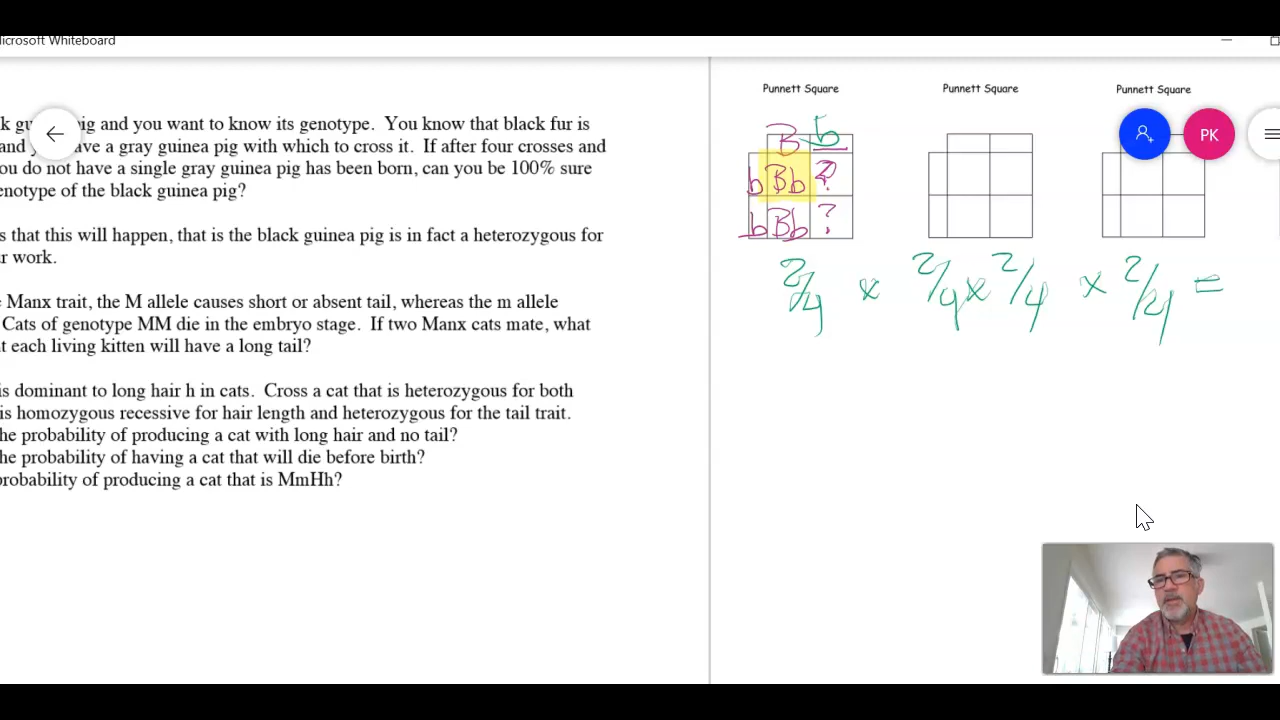 Microsoft Whiteboard
k gu ig and you want to know its genotype. You know that black fur is
and y ave a gray guinea pig with which to cross it. If after four crosses and
ou do not have a single gray guinea pig has been born, can you be 100% sure
enotype of the black guinea pig?
s that this will happen, that is the black guinea pig is in fact a heterozygous for
r work.
e Manx trait, the M allele causes short or absent tail, whereas the m allele
Cats of genotype MM die in the embryo stage. If two Manx cats mate, what
t each living kitten will have a long tail?
is dominant to long hair h in cats. Cross a cat that is heterozygous for both
is homozygous recessive for hair length and heterozygous for the tail trait.
he probability of producing a cat with long hair and no tail?
he probability of having a cat that will die before birth?
probability of producing a cat that is MmHh?
Punnett Square
Punnett Square
Punnett Square
PK
B b
b Bb ?
b Bb ?
2/4 x 2/4 x 2/4 x 2/4 =